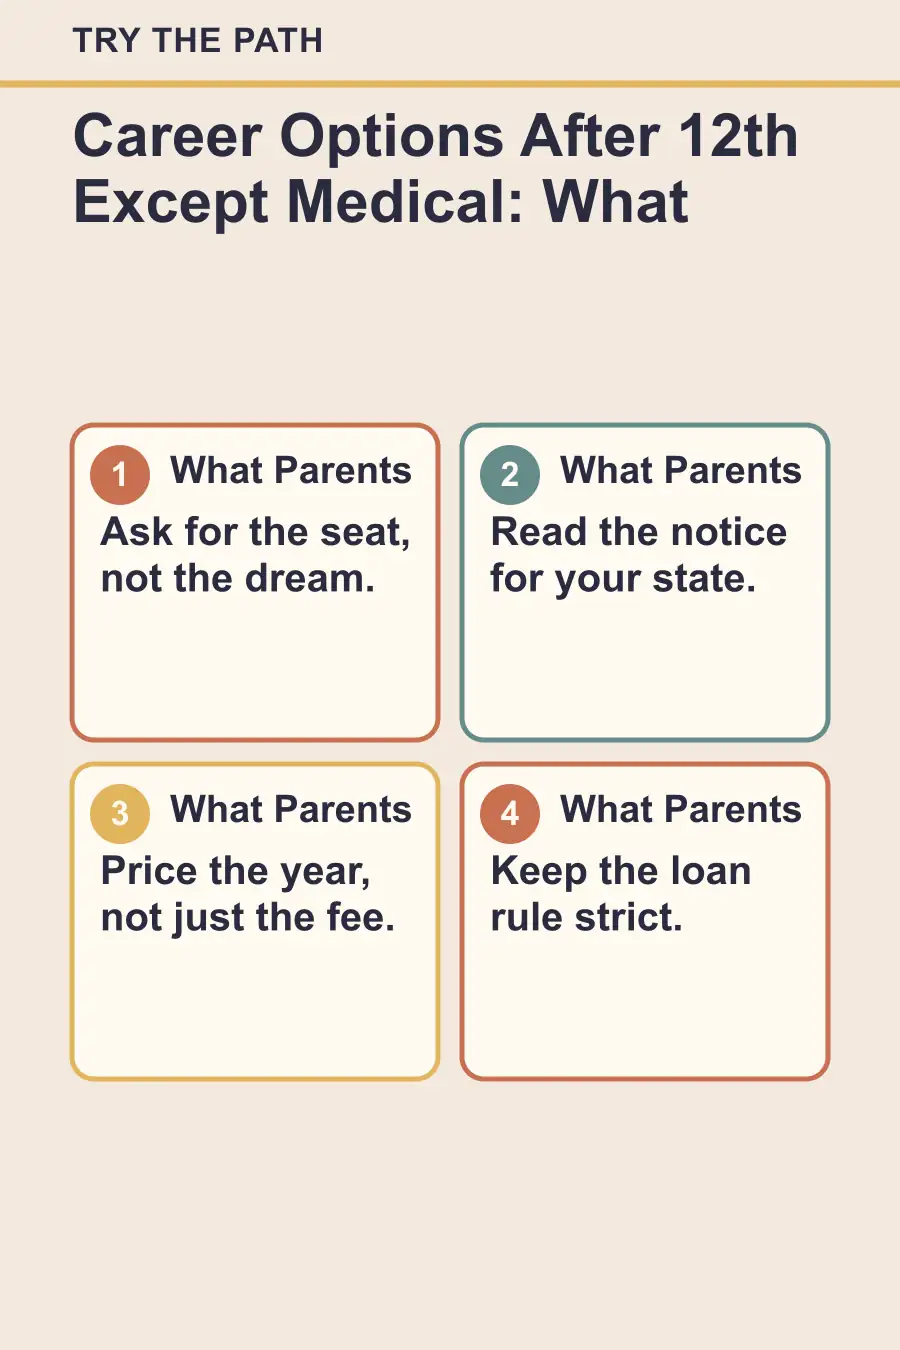 TRY THE PATH
Career Options After 12th
Except Medical: What
1
What Parents
Ask for the seat,
not the dream.
2
What Parents
Read the notice
for your state.
3
What Parents
Price the year,
not just the fee.
4
What Parents
Keep the loan
rule strict.